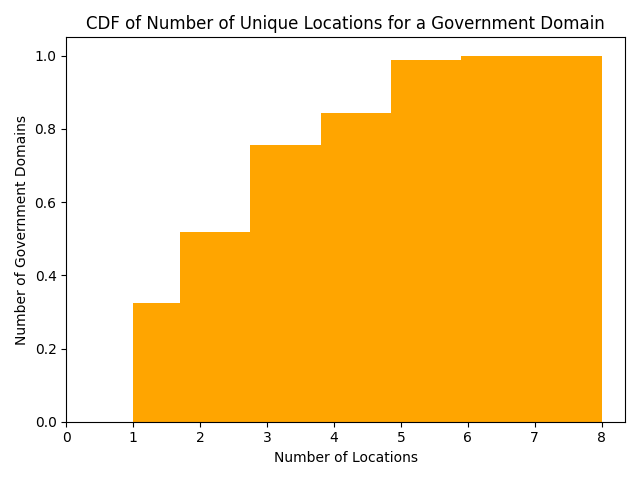 CDF of Number of Unique Locations for a Government Domain
Number of Government Domains
1.0
0.8
0.6
0.4
0.2
0.0
0 1 2 3 4 5 6 7 8
Number of Locations